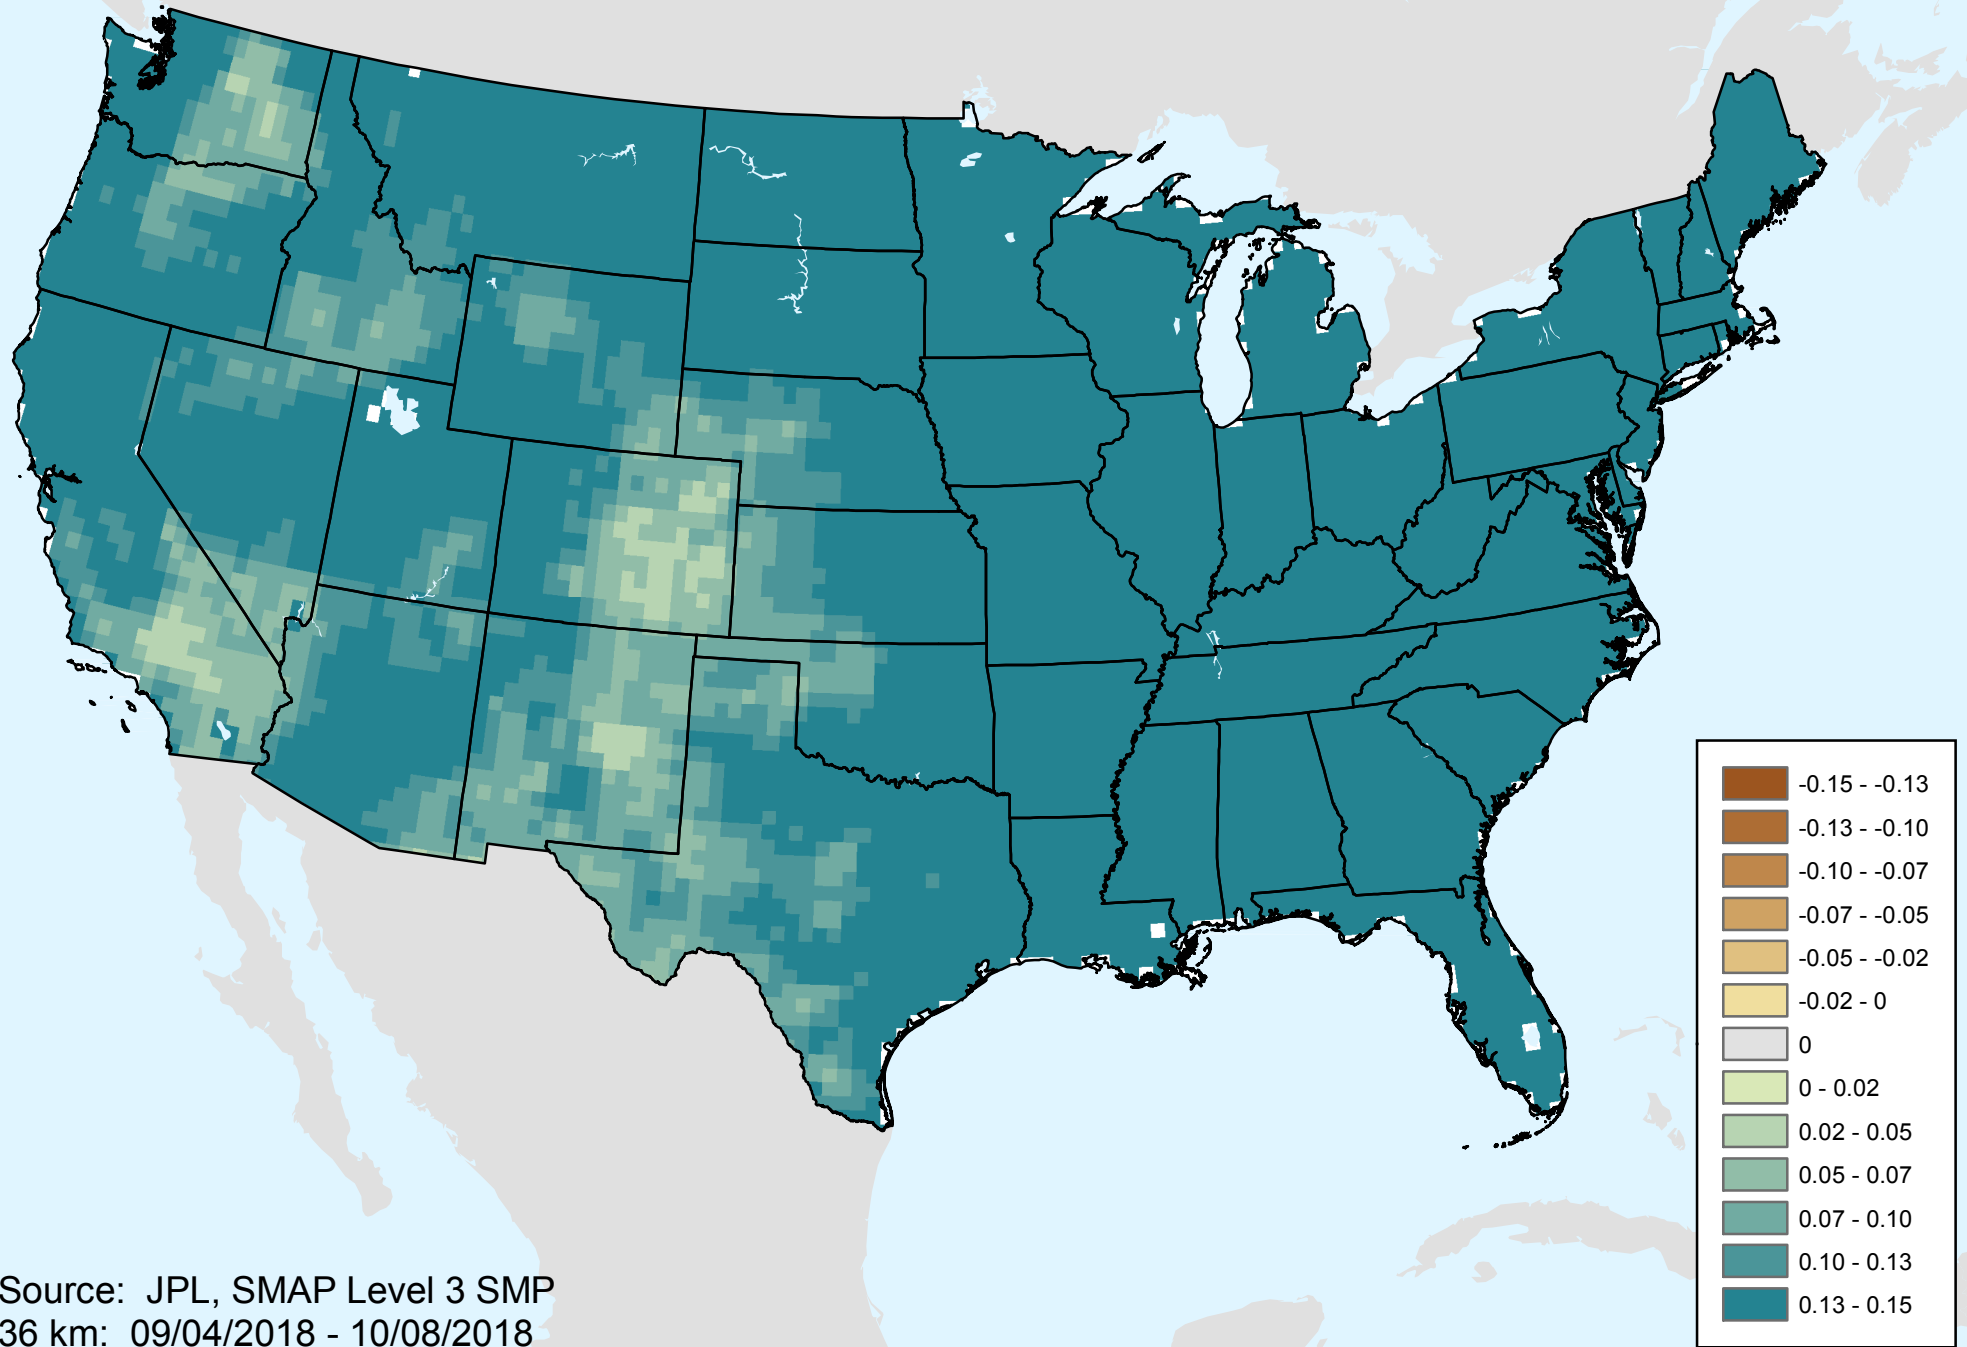 -0.15 - -0.13
-0.13 - -0.10
-0.10 - -0.07
-0.07 - -0.05
-0.05 - -0.02
-0.02 - 0
0
0 - 0.02
0.02 - 0.05
0.05 - 0.07
0.07 - 0.10
0.10 - 0.13
0.13 - 0.15
Source: JPL, SMAP Level 3 SMP
36 km: 09/04/2018 - 10/08/2018